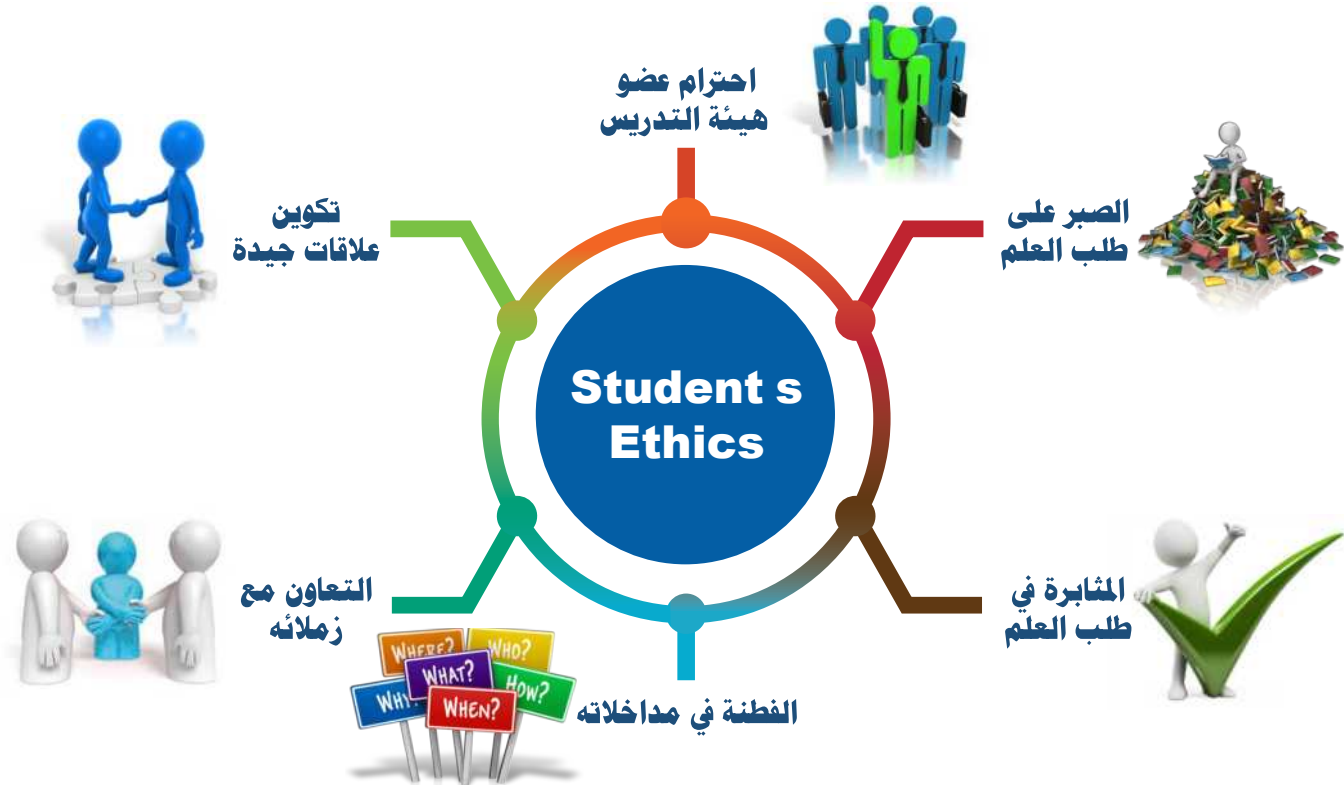 احترام عضو
هيئة التدريس
الصبر على
طلب العلم
المثابرة في
طلب العلم
الفطنة في مداخلاته
التعاون مع
زملائه
تكوين
علاقات جيدة
Student s
Ethics
WHERE?
WHO?
WHAT?
WHY?
HOW?
WHEN?